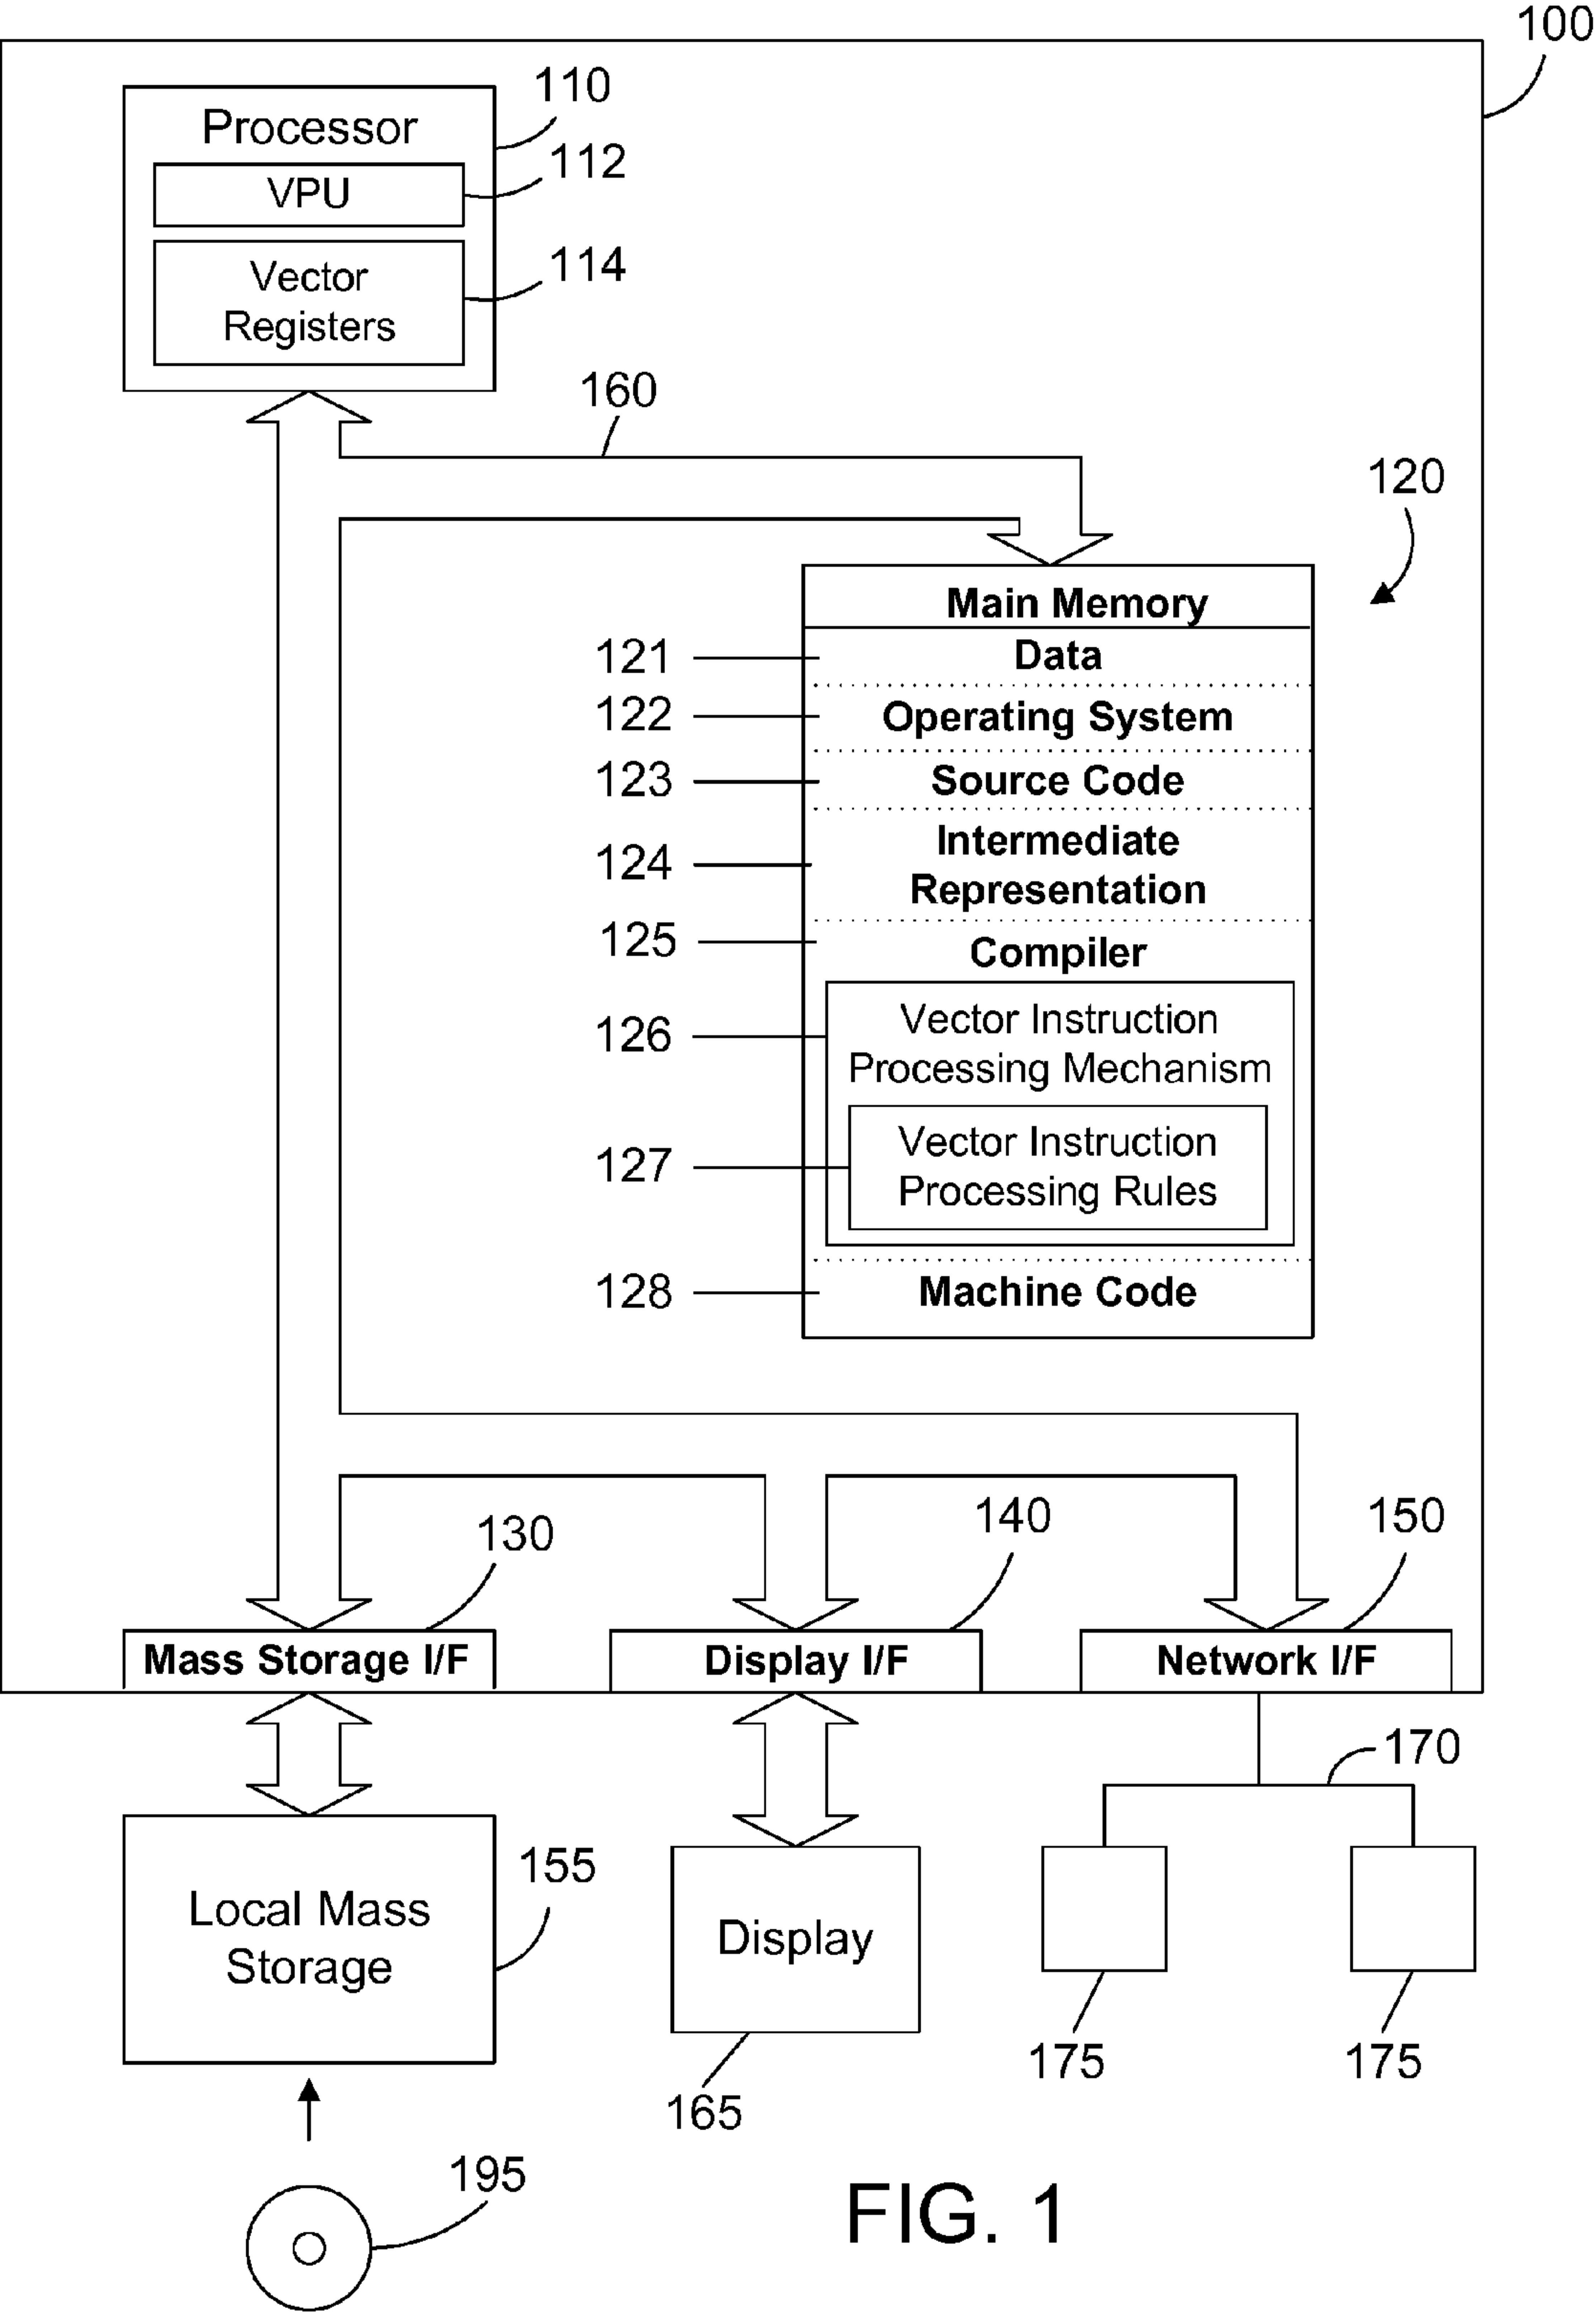 100
110
Processor
112
VPU
114
Vector
Registers
160
120
Main Memory
121 Data
122 Operating System
123 Source Code
124 Intermediate
Representation
125 Compiler
126 Vector Instruction
Processing Mechanism
127 Vector Instruction
Processing Rules
128 Machine Code
130 140 150
Mass Storage I/F Display I/F Network I/F
170
155
Local Mass
Storage
Display
175 175
165
195
FIG. 1